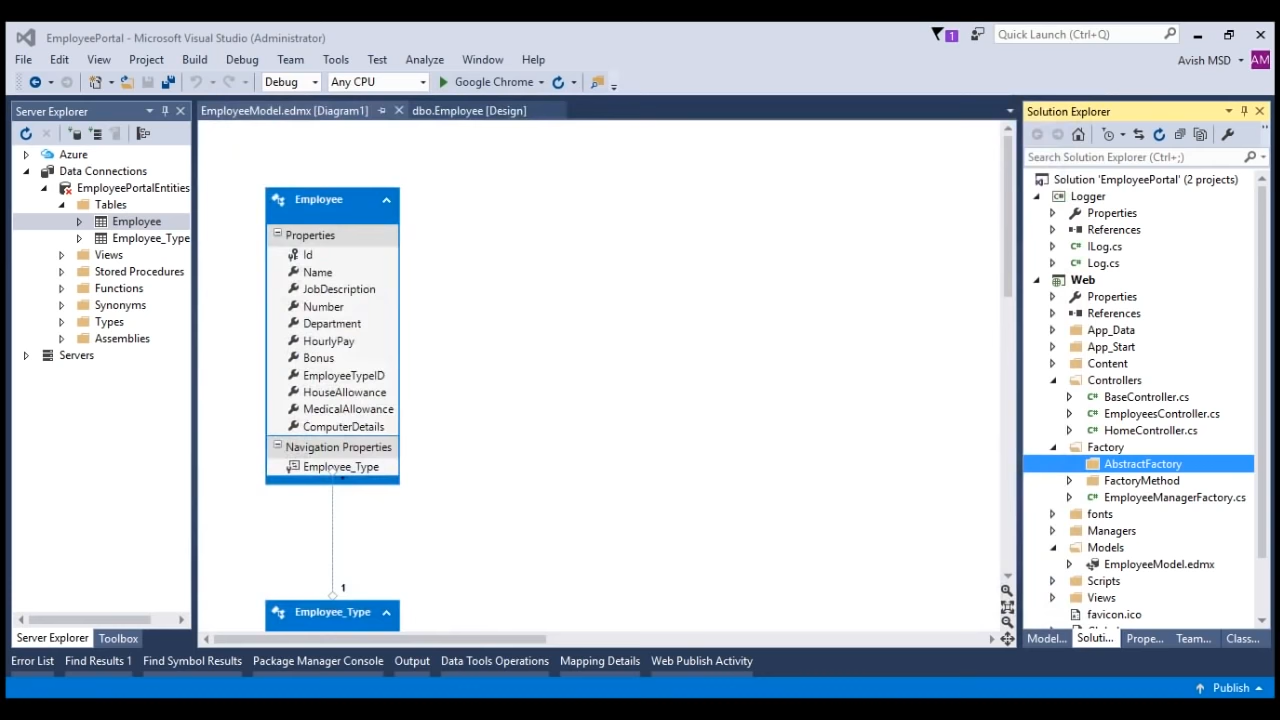 EmployeePortal - Microsoft Visual Studio (Administrator)
1
Quick Launch (Ctrl+Q)
File Edit View Project Build Debug Team Tools Test Analyze Window Help
Avish MSD AM
Debug Any CPU Google Chrome
Server Explorer
Azure
Data Connections
EmployeePortalEntities
Tables
Employee
Employee_Type
Views
Stored Procedures
Functions
Synonyms
Types
Assemblies
Servers
Server Explorer Toolbox
EmployeeModel.edmx [Diagram1] dbo.Employee [Design]
Employee
Properties
Id
Name
JobDescription
Number
Department
HourlyPay
Bonus
EmployeeTypeID
HouseAllowance
MedicalAllowance
ComputerDetails
Navigation Properties
Employee_Type
1
Employee_Type
Solution Explorer
Search Solution Explorer (Ctrl+;)
Solution 'EmployeePortal' (2 projects)
Logger
Properties
References
ILog.cs
Log.cs
Web
Properties
References
App_Data
App_Start
Content
Controllers
BaseController.cs
EmployeesController.cs
HomeController.cs
Factory
AbstractFactory
FactoryMethod
EmployeeManagerFactory.cs
fonts
Managers
Models
EmployeeModel.edmx
Scripts
Views
favicon.ico
Model... Soluti... Prope... Team... Class...
Error List Find Results 1 Find Symbol Results Package Manager Console Output Data Tools Operations Mapping Details Web Publish Activity
Publish